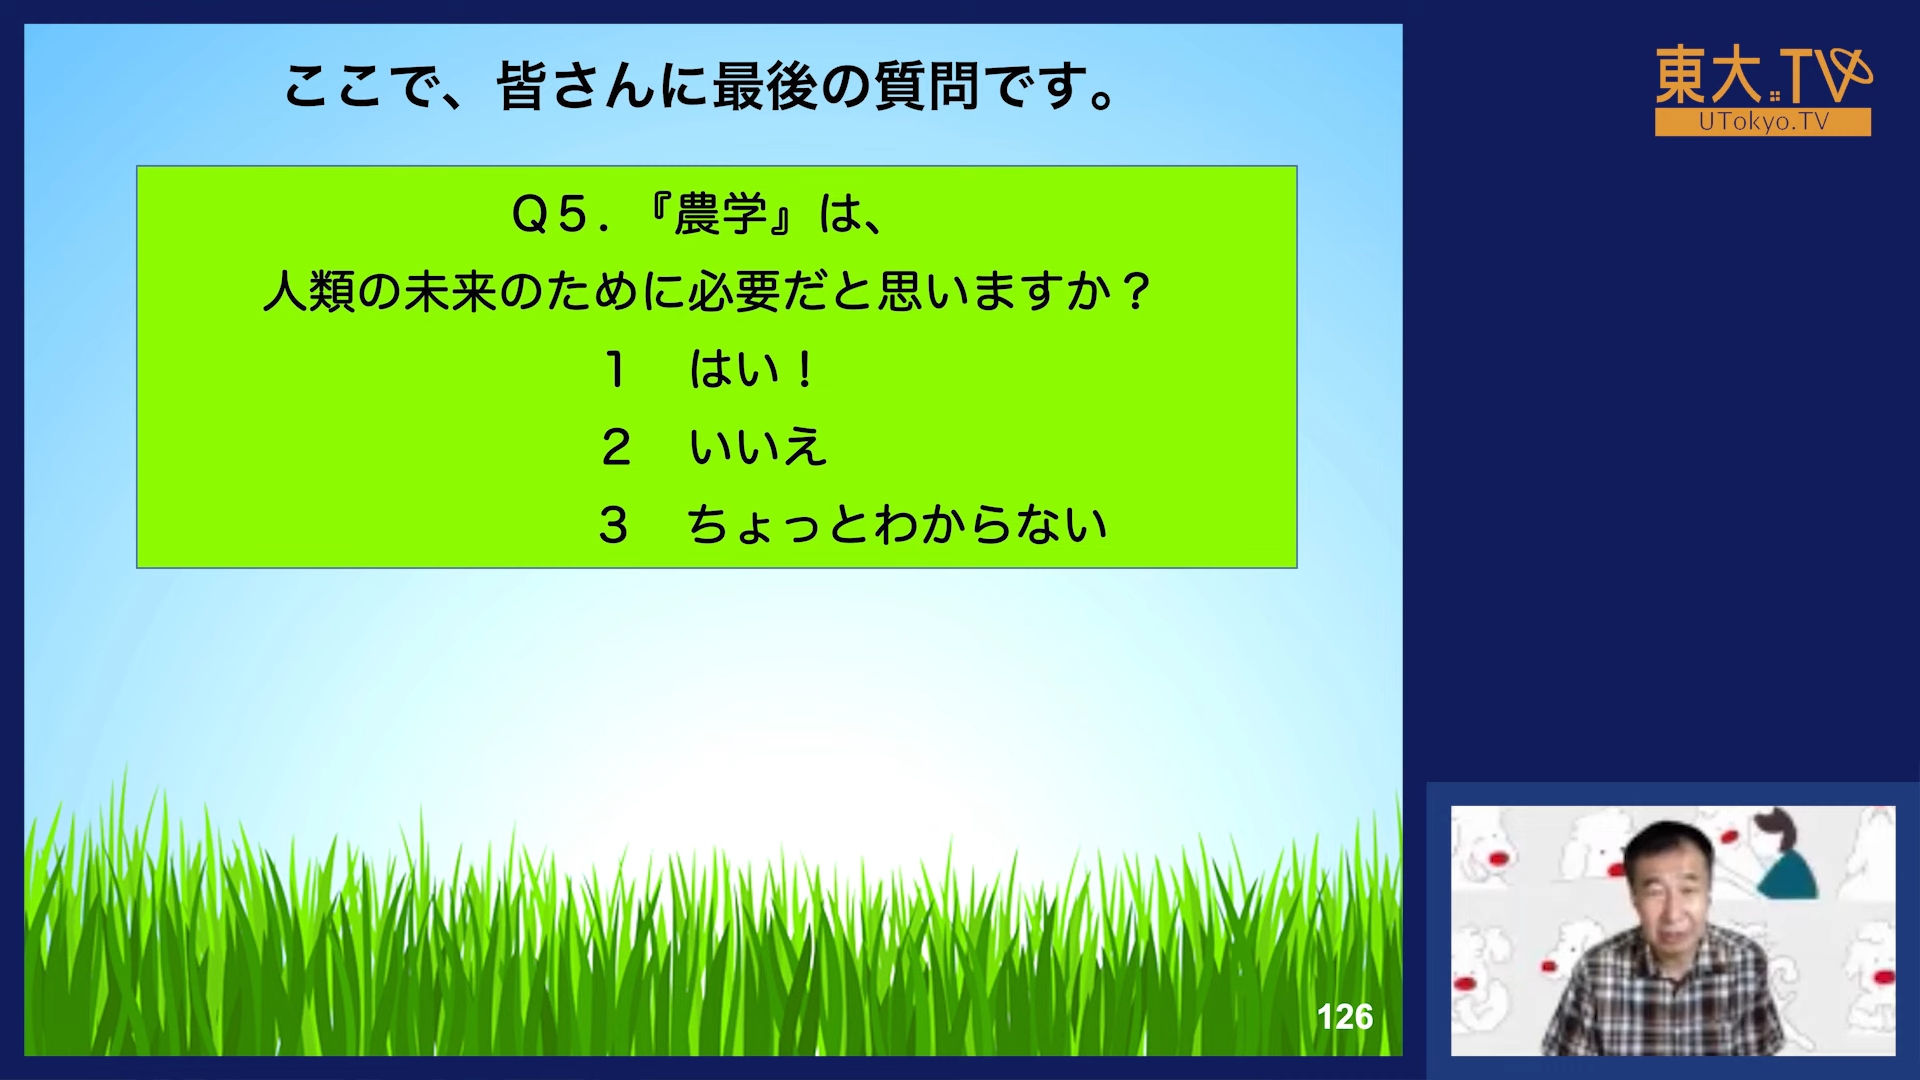 ここで、皆さんに最後の質問です。
Q５．『農学』は、
人類の未来のために必要だと思いますか？
１　はい！
２　いいえ
３　ちょっとわからない
126
東大TV
UTokyo.TV